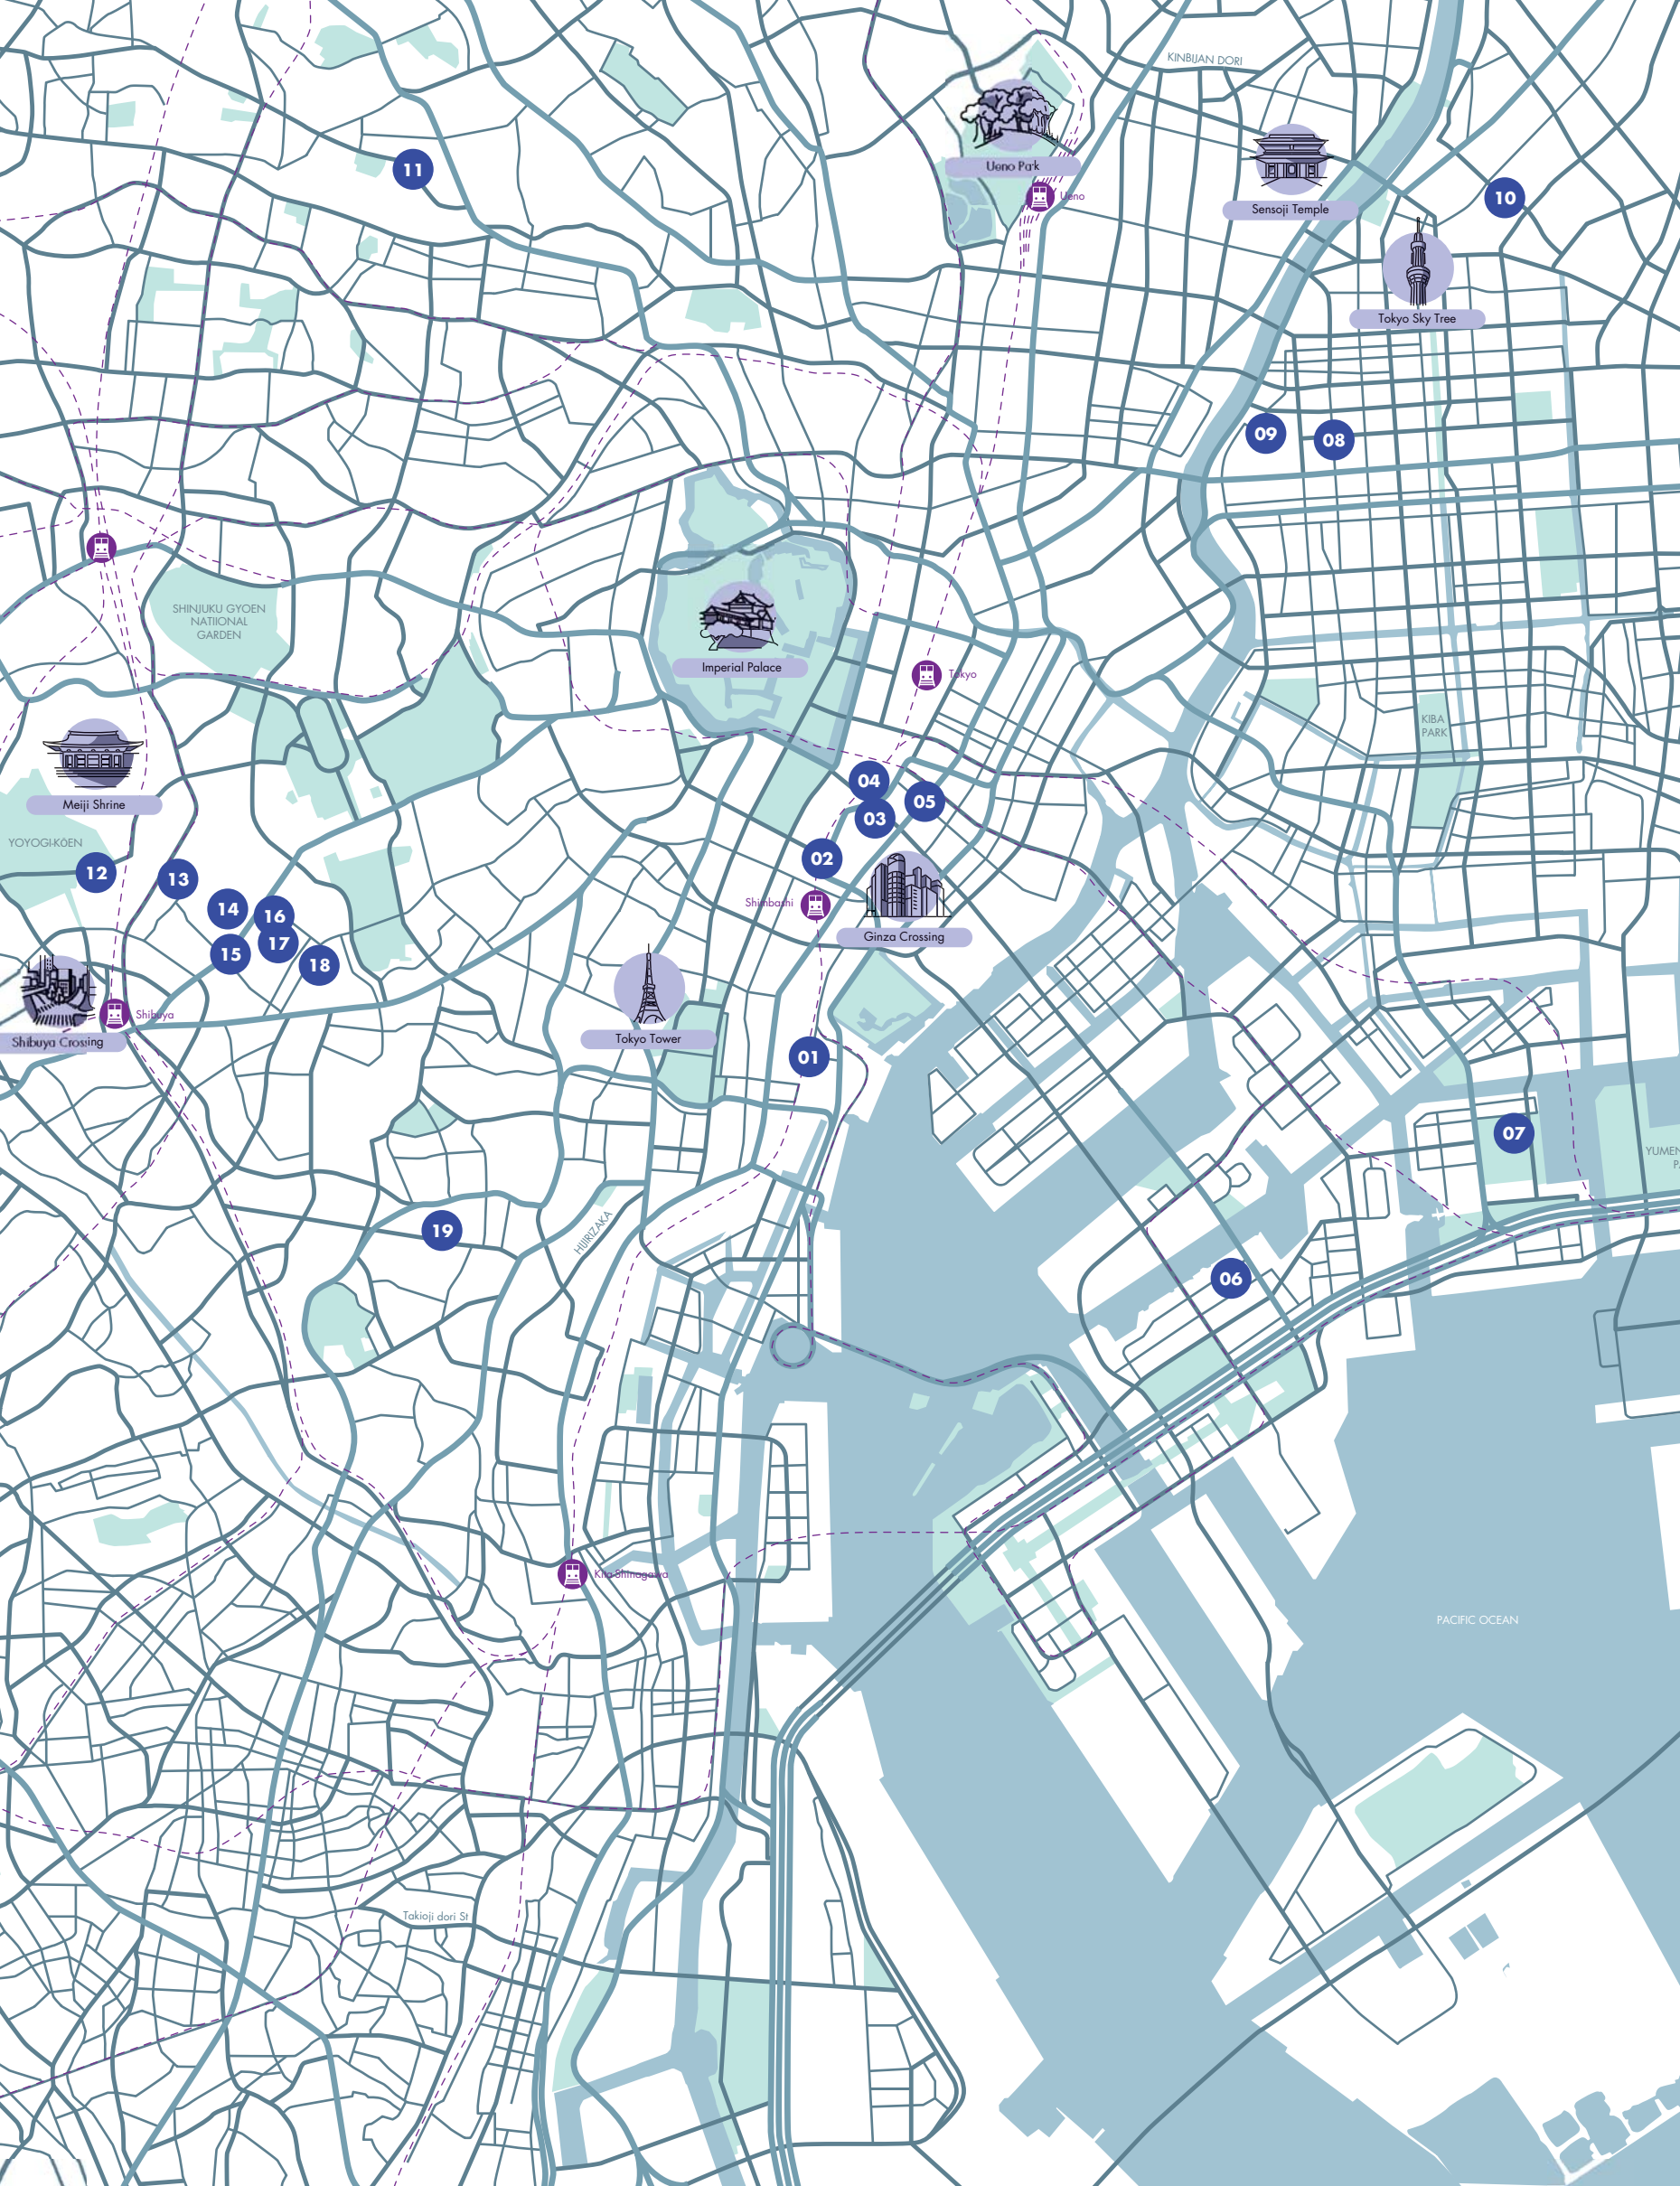 KINBIJAN DORI
11
Ueno Park
Ueno
Sensoji Temple
10
Tokyo Sky Tree
09
08
SHINJUKU GYOEN
NATIIONAL
GARDEN
Imperial Palace
Tokyo
KIBA
PARK
Meiji Shrine
04
05
03
YOYOGI-KŌEN
02
12
13
Shimbashi
14
16
Ginza Crossing
17
15
18
Shibuya
Shibuya Crossing
Tokyo Tower
01
07
YUMEN
P
19
HIJIRIZAKA
06
Kita Shinagawa
PACIFIC OCEAN
Takioji dori St